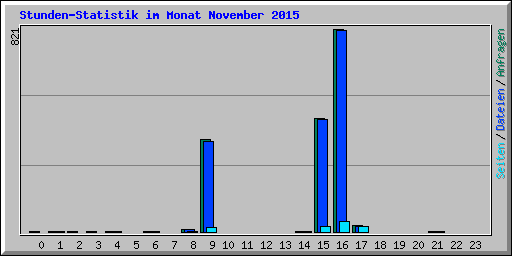 Stunden-Statistik im Monat November 2015
821
Seiten/Dateien/Anfragen
0 1 2 3 4 5 6 7 8 9 10 11 12 13 14 15 16 17 18 19 20 21 22 23